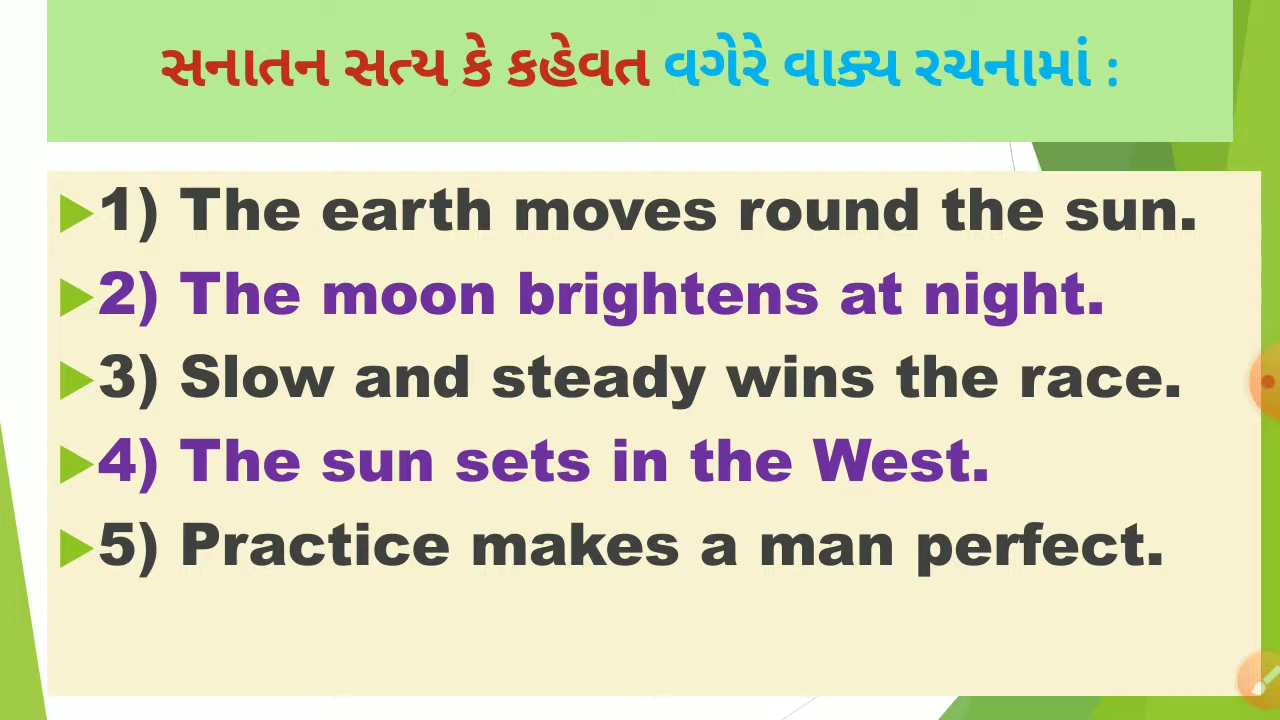 સનાતન સત્ય કે કહેવત વગેરે વાક્ય રચનામાં :
1) The earth moves round the sun.
2) The moon brightens at night.
3) Slow and steady wins the race.
4) The sun sets in the West.
5) Practice makes a man perfect.